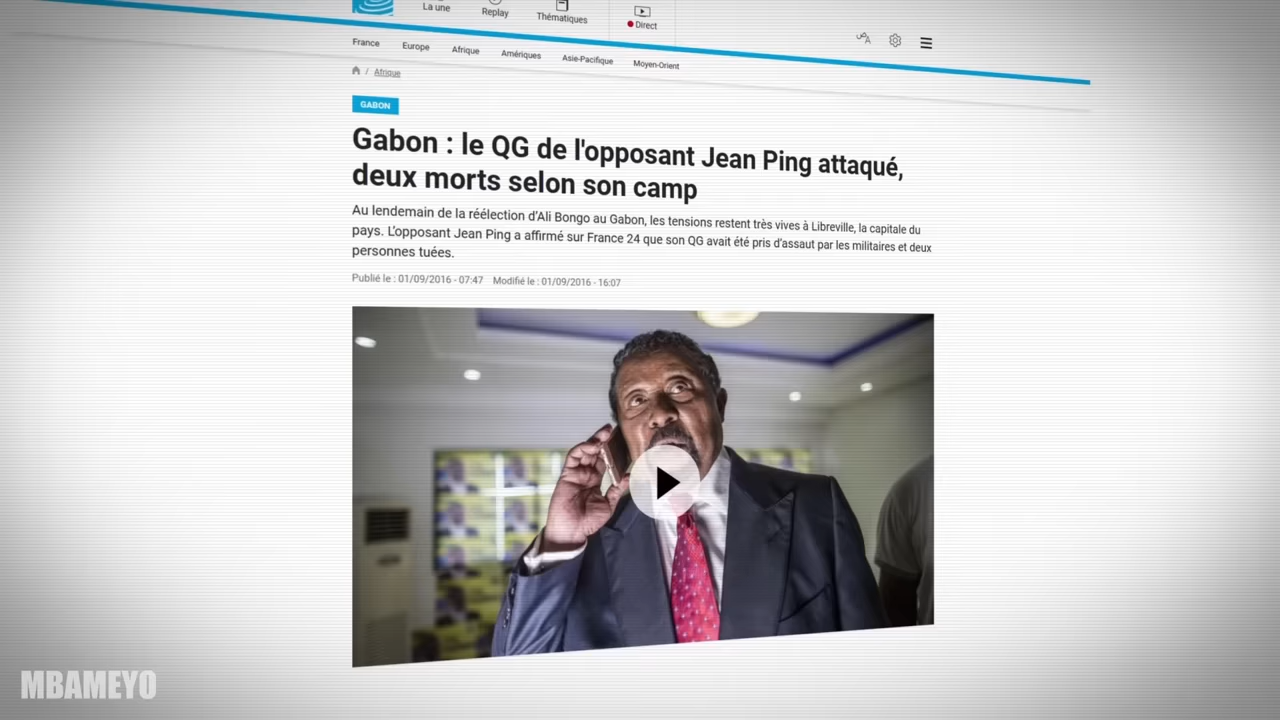 La une
Replay
Thématiques
Direct
France
Europe
Afrique
Amériques
Asie-Pacifique
Moyen-Orient
/ Afrique
GABON
Gabon : le QG de l'opposant Jean Ping attaqué,
deux morts selon son camp
Au lendemain de la réélection d'Ali Bongo au Gabon, les tensions restent très vives à Libreville, la capitale du
pays. L'opposant Jean Ping a affirmé sur France 24 que son QG avait été pris d'assaut par les militaires et deux
personnes tuées.
Publié le : 01/09/2016 - 07:47 Modifié le : 01/09/2016 - 16:07
MBAMEYO